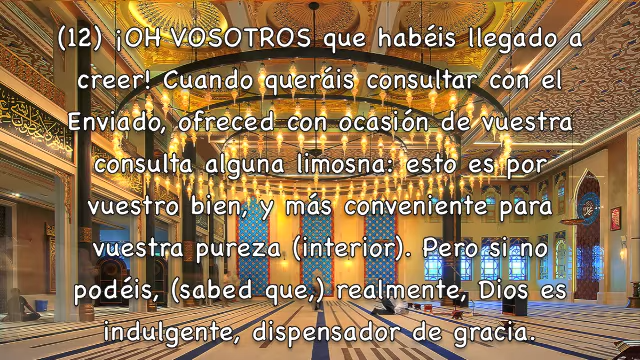 (12) ¡OH VOSOTROS que habéis llegado a
creer! Cuando queráis consultar con el
Enviado, ofreced con ocasión de vuestra
consulta alguna limosna: esto es por
vuestro bien, y más conveniente para
vuestra pureza (interior). Pero si no
podéis, (sabed que,) realmente, Dios es
indulgente, dispensador de gracia.